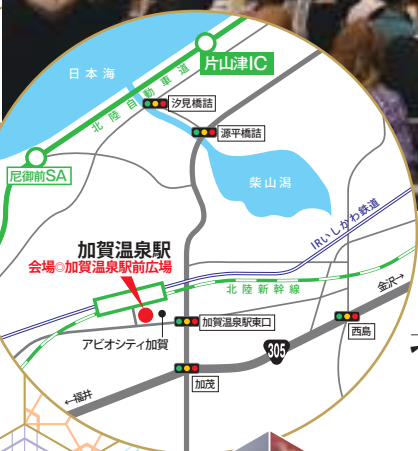 日本海
片山津IC
北陸自動車道
汐見橋詰
源平橋詰
尼御前SA
柴山潟
IRいしかわ鉄道
加賀温泉駅
会場◎加賀温泉駅前広場
北陸新幹線
金沢→
加賀温泉駅東口
西島
アビオシティ加賀
305
加茂
←福井